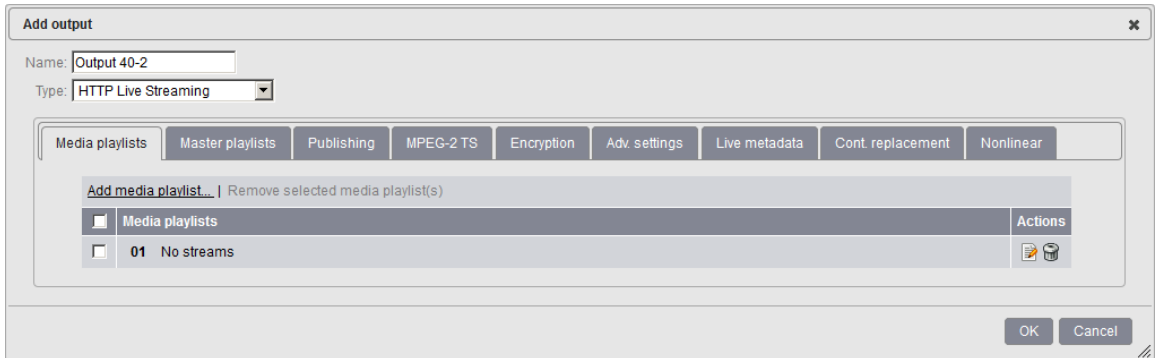 Add output
Name: Output 40-2
Type: HTTP Live Streaming
Media playlists Master playlists Publishing MPEG-2 TS Encryption Adv. settings Live metadata Cont. replacement Nonlinear
Add media playlist... | Remove selected media playlist(s)
Media playlists Actions
01 No streams
OK Cancel